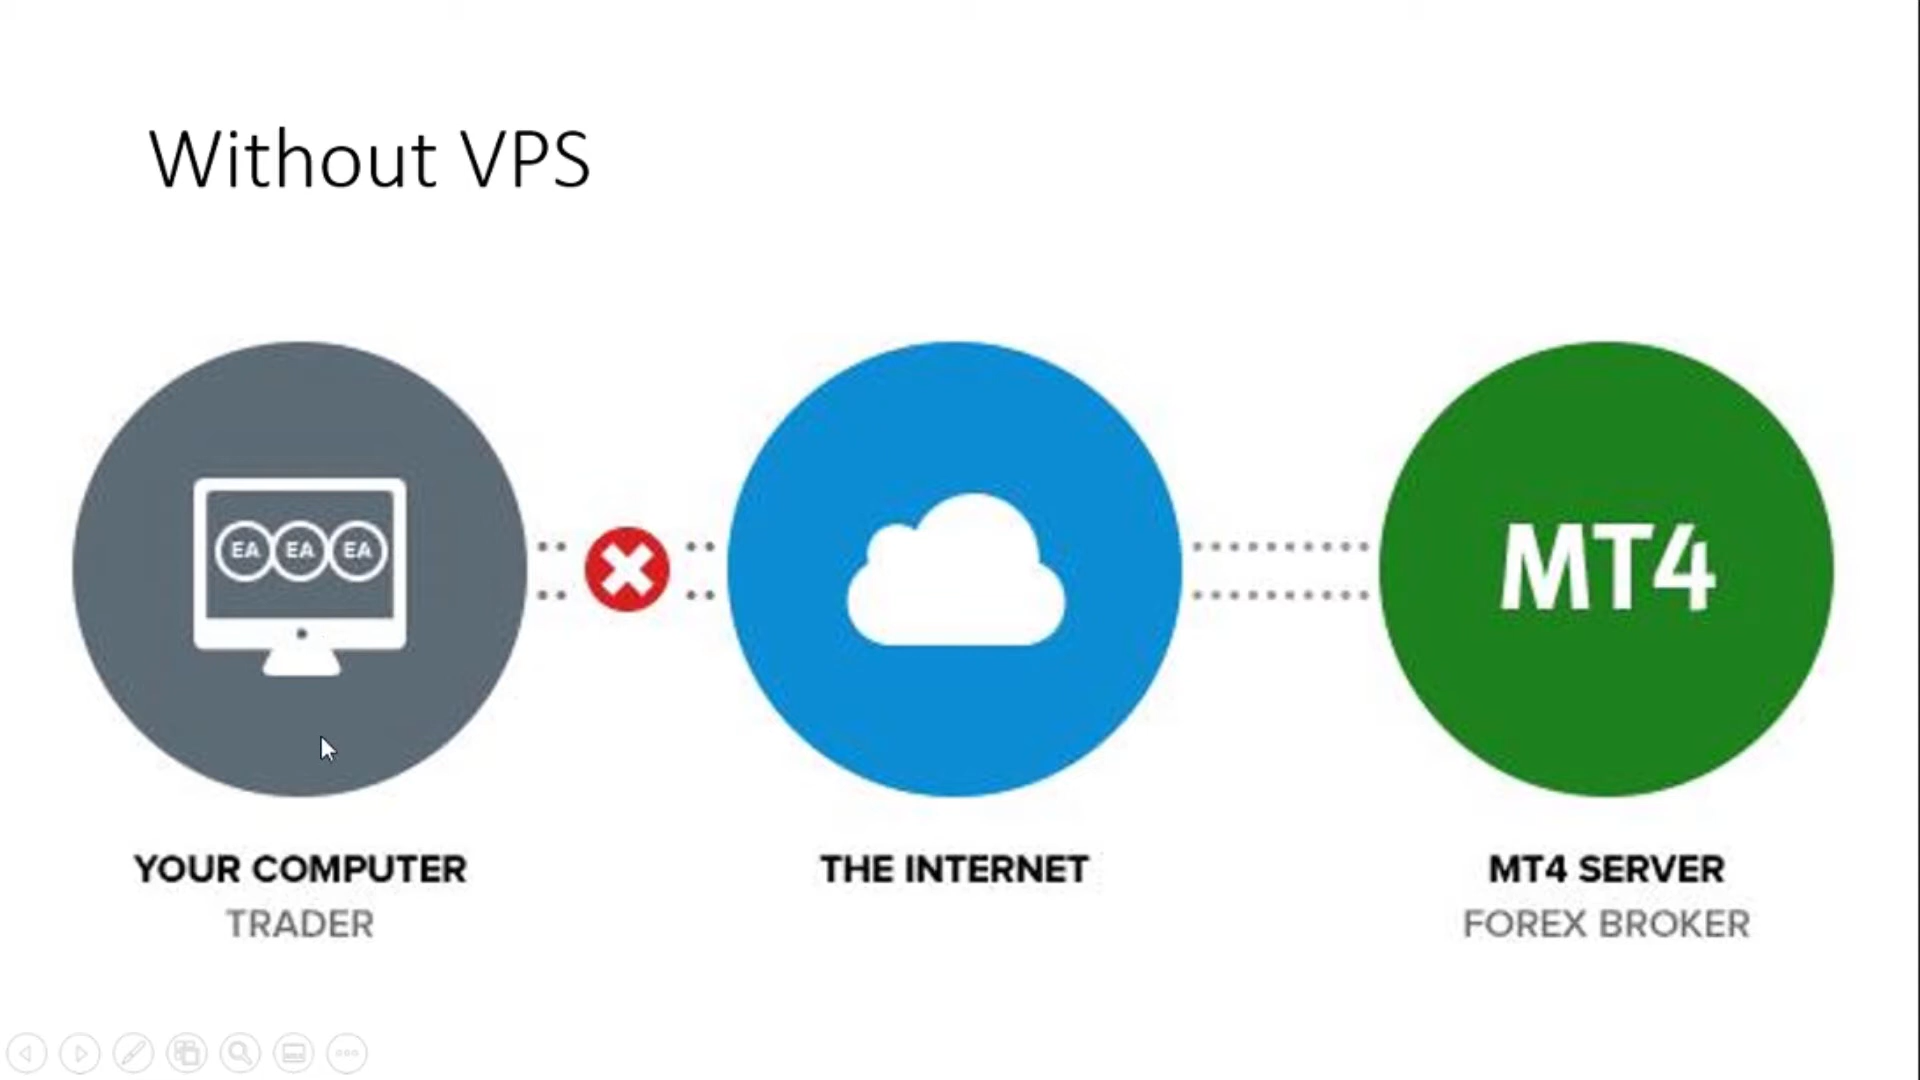 Without VPS
EA EA EA
MT4
YOUR COMPUTER
TRADER
THE INTERNET
MT4 SERVER
FOREX BROKER